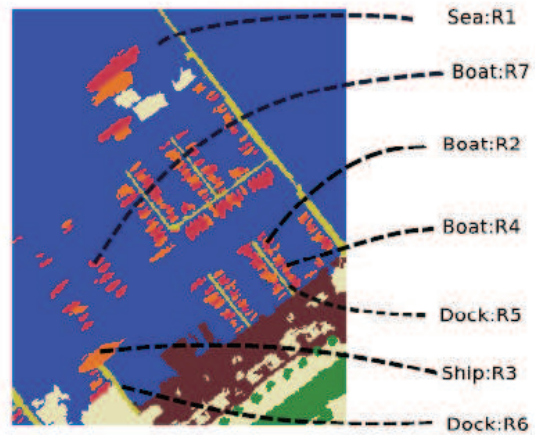 Sea:R1
Boat:R7
Boat:R2
Boat:R4
Dock:R5
Ship:R3
Dock:R6